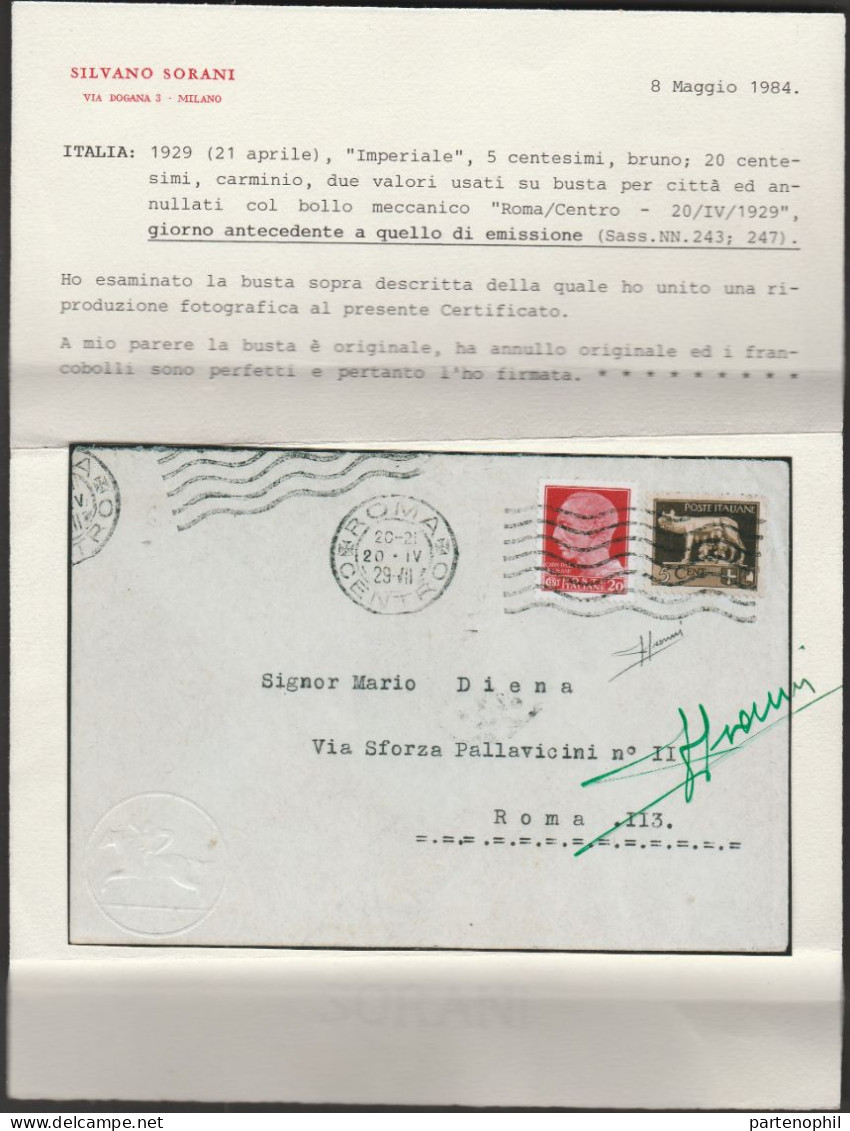 SILVANO SORANI
VIA DOGANA 3 - MILANO
8 Maggio 1984.
ITALIA: 1929 (21 aprile), "Imperiale", 5 centesimi, bruno; 20 cente-
simi, carminio, due valori usati su busta per città ed an-
nullati col bollo meccanico "Roma/Centro - 20/IV/1929",
giorno antecedente a quello di emissione (Sass.NN.243; 247).
Ho esaminato la busta sopra descritta della quale ho unito una ri-
produzione fotografica al presente Certificato.
A mio parere la busta è originale, ha annullo originale ed i fran-
cobolli sono perfetti e pertanto l'ho firmata. * * * * * * * * *
ROMA
20-21
20 · IV
29·VII
CENTRO
POSTE ITALIANE
5 CENT
20
Signor Mario Diena
Via Sforza Pallavicini n° II
Roma .II3.
=.=.=.=.=.=.=.=.=.=.=.=.=
SORANI
partenophil